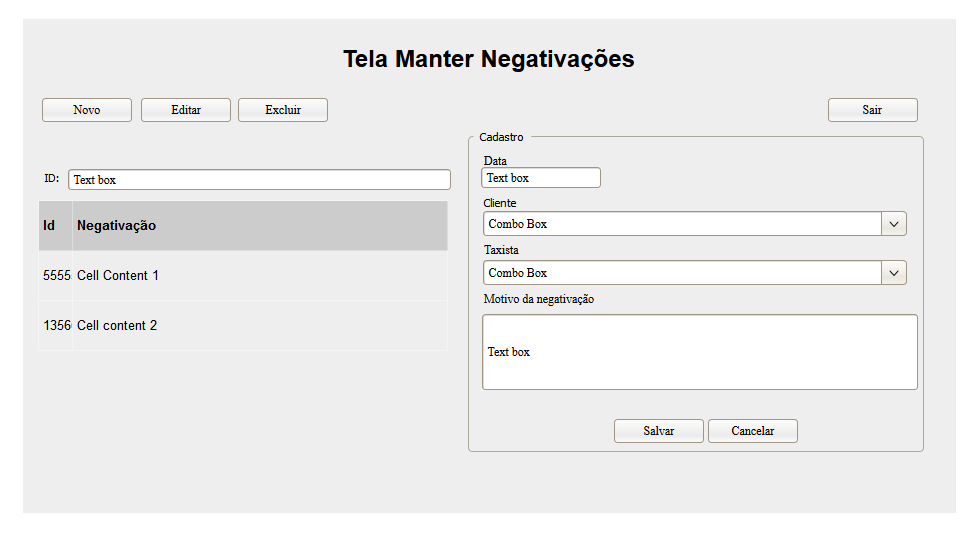 Tela Manter Negativações
Novo Editar Excluir Sair
ID: Text box
Id Negativação
5555 Cell Content 1
1356 Cell content 2
Cadastro
Data
Text box
Cliente
Combo Box
Taxista
Combo Box
Motivo da negativação
Text box
Salvar Cancelar